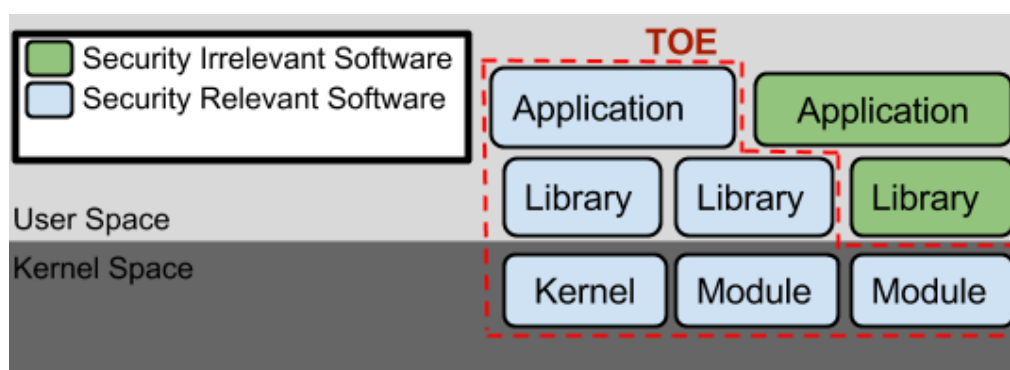 Security Irrelevant Software
Security Relevant Software
TOE
Application
Application
Library
Library
Library
User Space
Kernel Space
Kernel
Module
Module